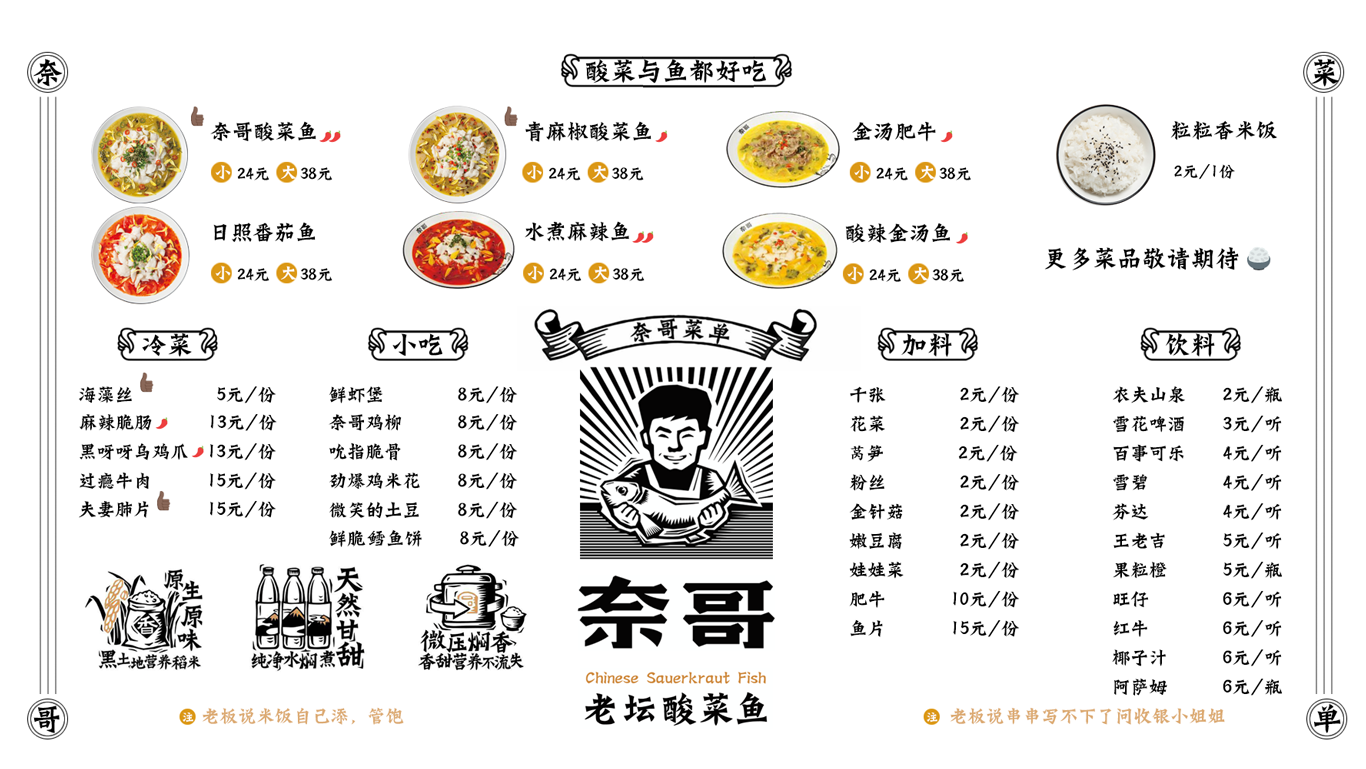 奈
菜
酸菜与鱼都好吃
奈哥酸菜鱼
小 24元 大 38元
青麻椒酸菜鱼
小 24元 大 38元
金汤肥牛
小 24元 大 38元
粒粒香米饭
2元/1份
日照番茄鱼
小 24元 大 38元
水煮麻辣鱼
小 24元 大 38元
酸辣金汤鱼
小 24元 大 38元
更多菜品敬请期待
冷菜
海藻丝 5元/份
麻辣脆肠 13元/份
黑呀呀乌鸡爪 13元/份
过瘾牛肉 15元/份
夫妻肺片 15元/份
小吃
鲜虾堡 8元/份
奈哥鸡柳 8元/份
吮指脆骨 8元/份
劲爆鸡米花 8元/份
微笑的土豆 8元/份
鲜脆鳕鱼饼 8元/份
奈哥菜单
加料
千张 2元/份
花菜 2元/份
莴笋 2元/份
粉丝 2元/份
金针菇 2元/份
嫩豆腐 2元/份
娃娃菜 2元/份
肥牛 10元/份
鱼片 15元/份
饮料
农夫山泉 2元/瓶
雪花啤酒 3元/听
百事可乐 4元/听
雪碧 4元/听
芬达 4元/听
王老吉 5元/听
果粒橙 5元/瓶
旺仔 6元/听
红牛 6元/听
椰子汁 6元/听
阿萨姆 6元/瓶
原生原味
香
黑土地营养稻米
天然甘甜
纯净水焖煮
微压焖香
香甜营养不流失
奈哥
Chinese Sauerkraut Fish
老坛酸菜鱼
注 老板说米饭自己添，管饱
注 老板说串串写不下了问收银小姐姐
哥
单